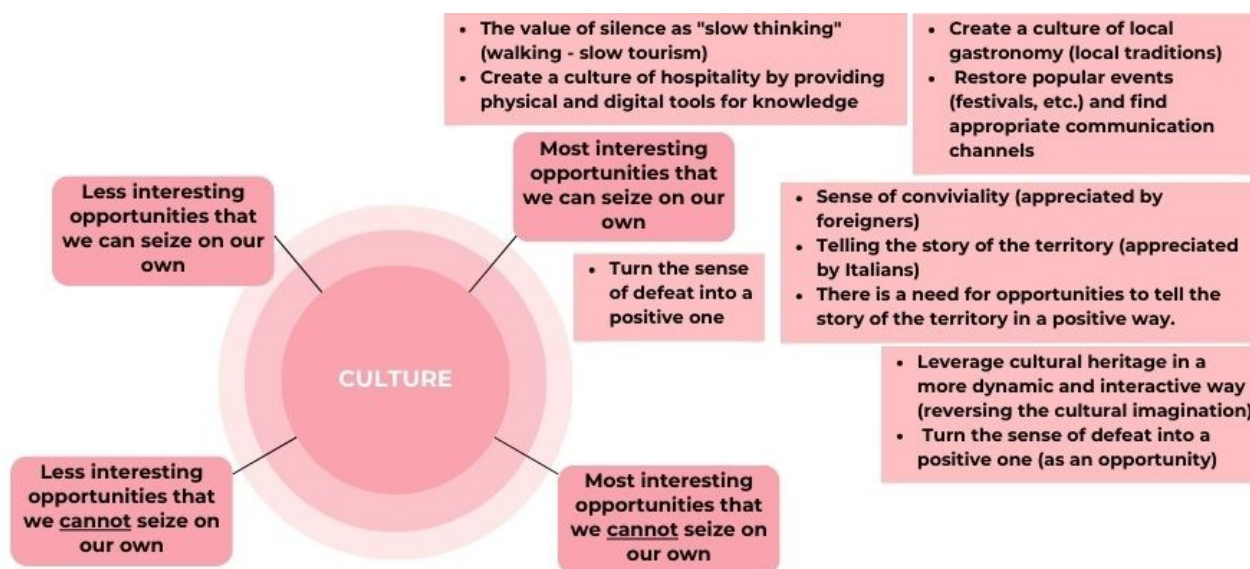 • The value of silence as "slow thinking"
(walking - slow tourism)
• Create a culture of hospitality by providing
physical and digital tools for knowledge
• Create a culture of local
gastronomy (local traditions)
• Restore popular events
(festivals, etc.) and find
appropriate communication
channels
Less interesting
opportunities that
we can seize on our
own
Most interesting
opportunities that
we can seize on our
own
• Sense of conviviality (appreciated by
foreigners)
• Telling the story of the territory (appreciated
by Italians)
• There is a need for opportunities to tell the
story of the territory in a positive way.
• Turn the sense
of defeat into a
positive one
• Leverage cultural heritage in a
more dynamic and interactive way
(reversing the cultural imagination)
• Turn the sense of defeat into a
positive one (as an opportunity)
CULTURE
Less interesting
opportunities that
we cannot seize on
our own
Most interesting
opportunities that
we cannot seize on
our own